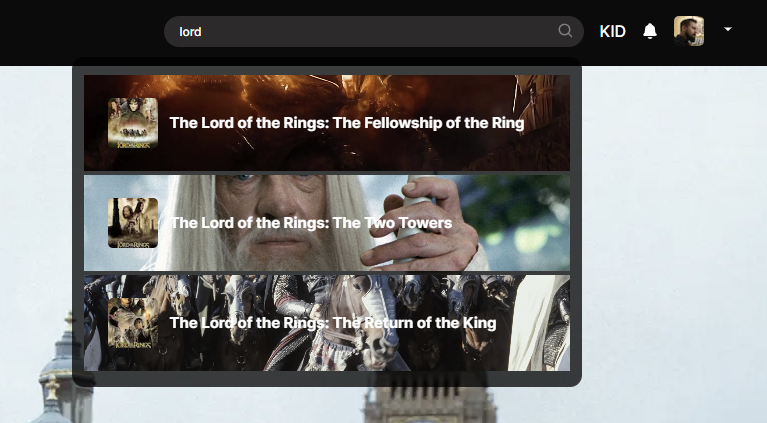 lord
KID
The Lord of the Rings: The Fellowship of the Ring
The Lord of the Rings: The Two Towers
The Lord of the Rings: The Return of the King